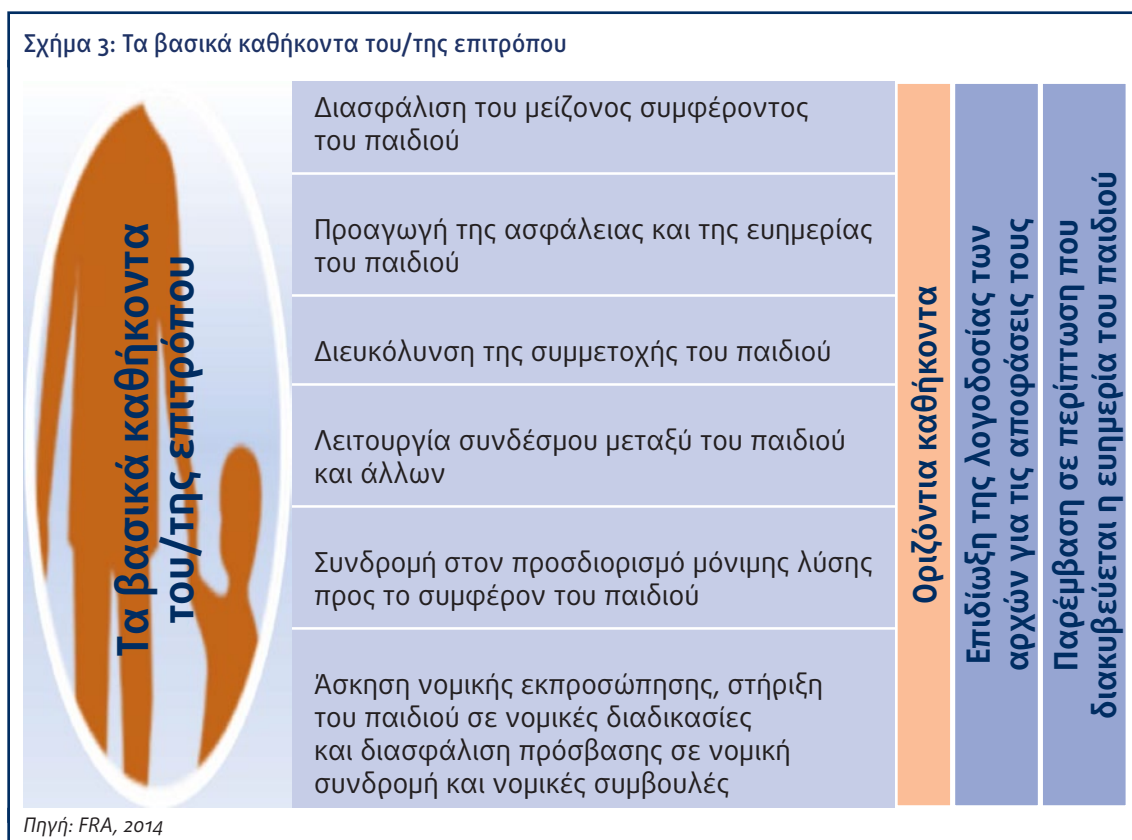 Σχήμα 3: Τα βασικά καθήκοντα του/της επιτρόπου
Τα βασικά καθήκοντα
του/της επιτρόπου
Διασφάλιση του μείζονος συμφέροντος
του παιδιού
Προαγωγή της ασφάλειας και της ευημερίας
του παιδιού
Διευκόλυνση της συμμετοχής του παιδιού
Λειτουργία συνδέσμου μεταξύ του παιδιού
και άλλων
Συνδρομή στον προσδιορισμό μόνιμης λύσης
προς το συμφέρον του παιδιού
Άσκηση νομικής εκπροσώπησης, στήριξη
του παιδιού σε νομικές διαδικασίες
και διασφάλιση πρόσβασης σε νομική
συνδρομή και νομικές συμβουλές
Οριζόντια καθήκοντα
Επιδίωξη της λογοδοσίας των
αρχών για τις αποφάσεις τους
Παρέμβαση σε περίπτωση που
διακυβεύεται η ευημερία του παιδιού
Πηγή: FRA, 2014